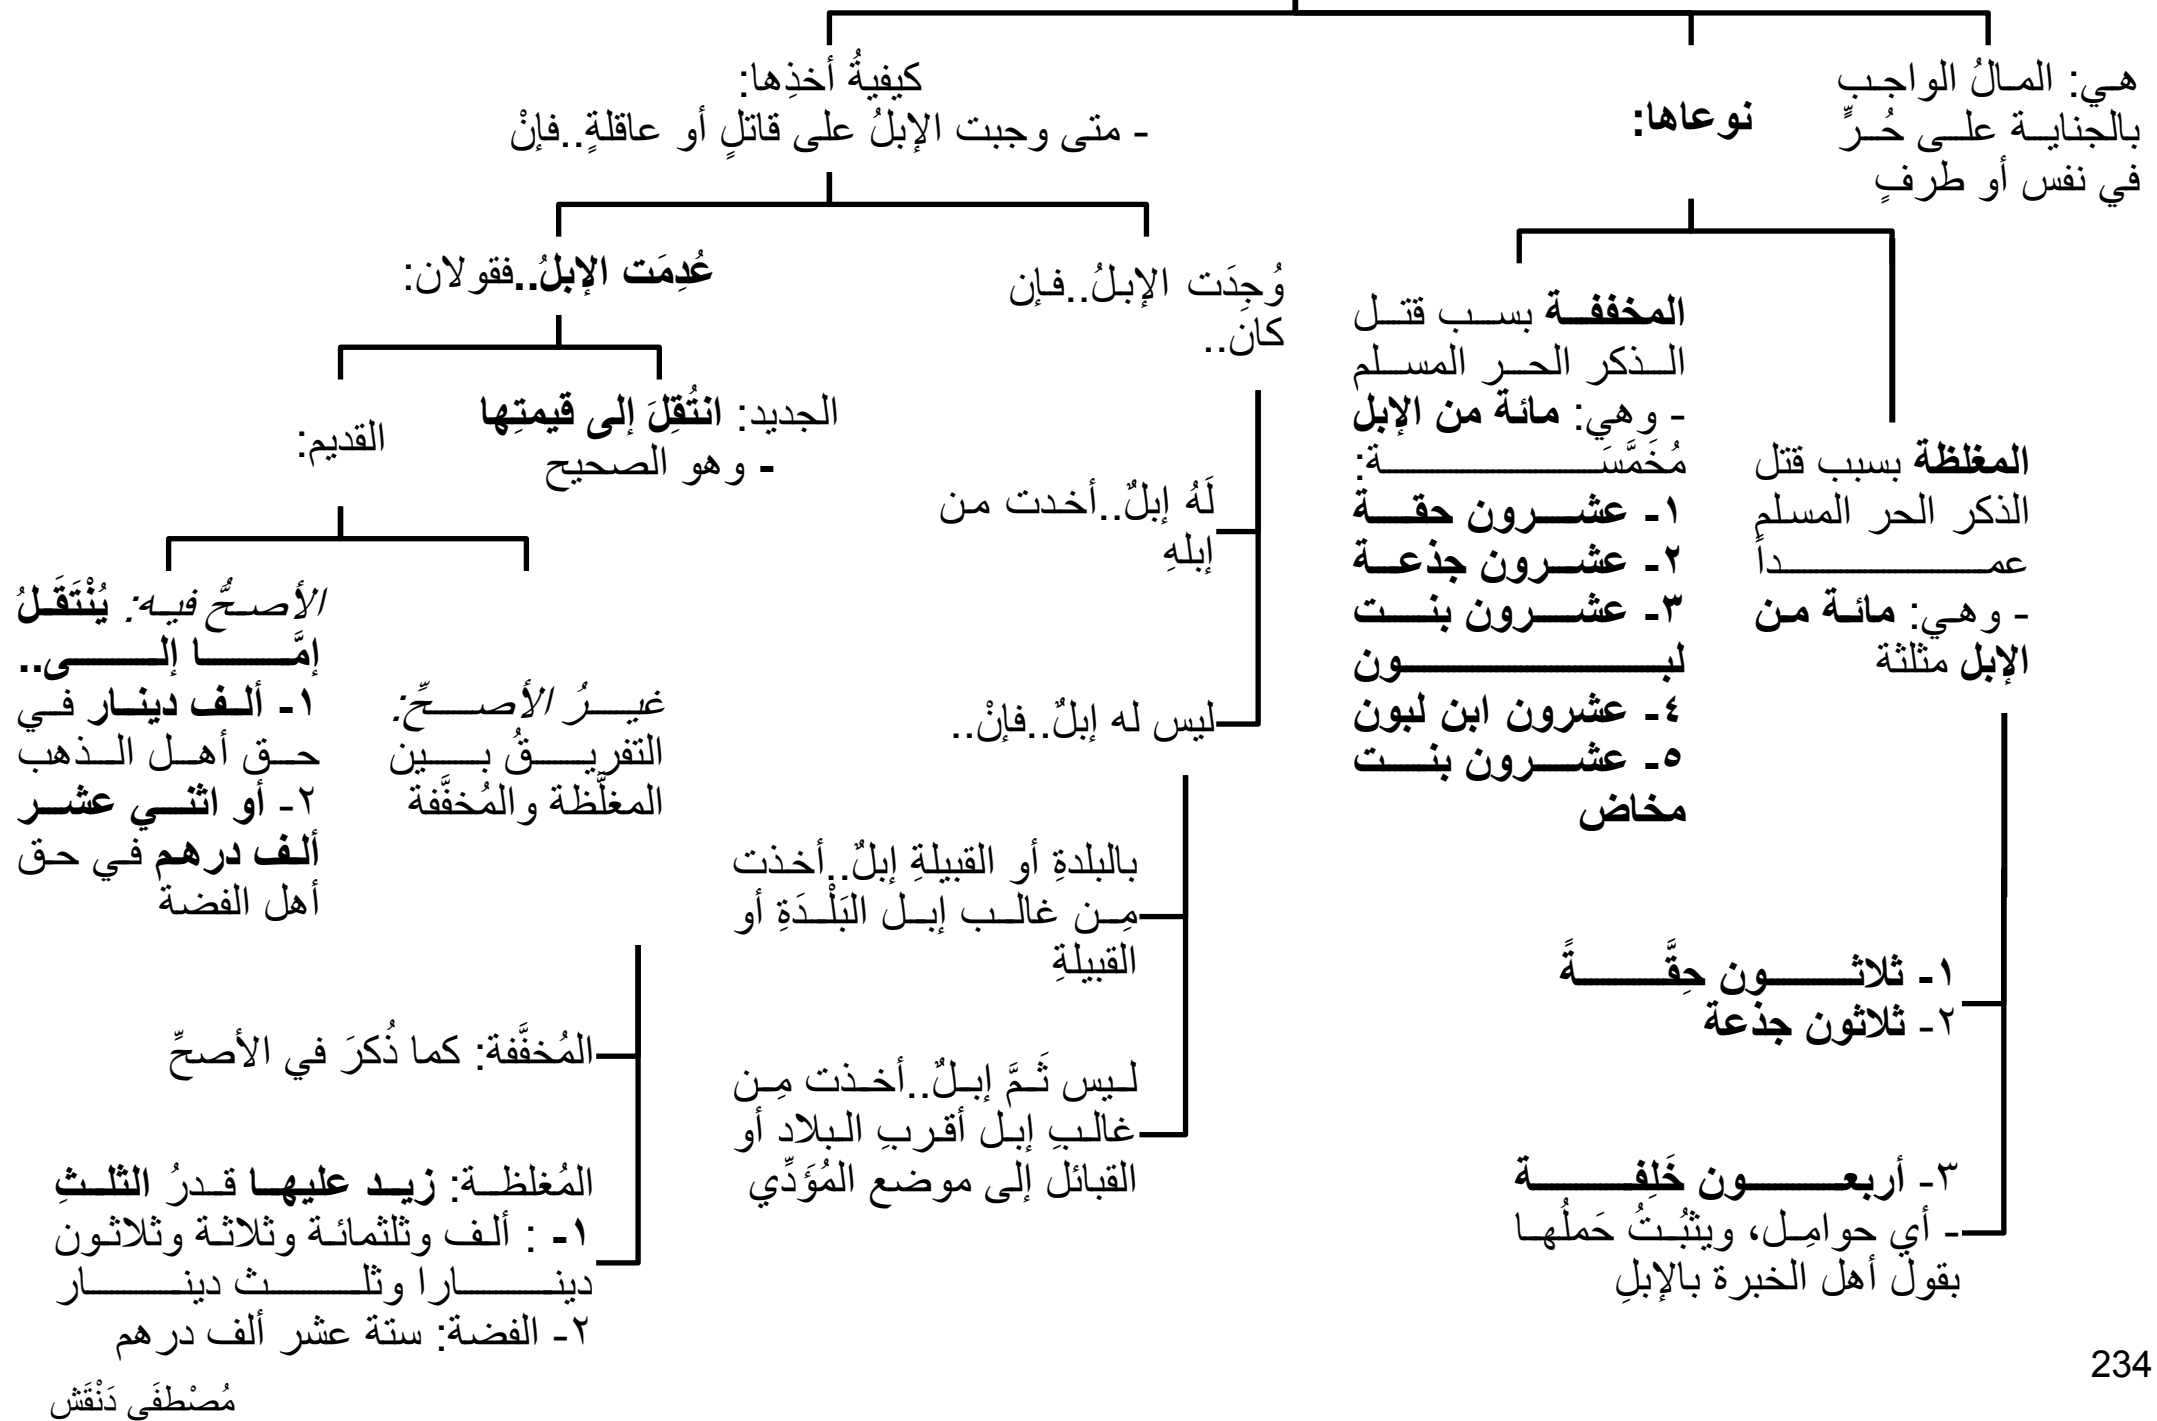 هي: المالُ الواجب
بالجناية على حُرٍّ
في نفس أو طرفٍ
نوعاها:
المغلظة بسبب قتل
الذكر الحر المسلم
عمداً
- وهي: مائة من
الإبل مثلثة
١- ثلاثون حِقَّةً
٢- ثلاثون جذعة
٣- أربعون خَلِفة
- أي حوامِل، ويثبُتُ حَملُها
بقول أهل الخبرة بالإبلِ
المخففة بسب قتل
الذكر الحر المسلم
- وهي: مائة من الإبل
مُخَمَّسَة:
١- عشرون حقة
٢- عشرون جذعة
٣- عشرون بنت
لبون
٤- عشرون ابن لبون
٥- عشرون بنت
مخاض
كيفيةُ أخذِها:
- متى وجبت الإبلُ على قاتلٍ أو عاقلةٍ..فإنْ
وُجِدَت الإبلُ..فإن
كانَ..
لَهُ إبلٌ..أخدت من
إبلهِ
ليس له إبلٌ..فإنْ..
بالبلدةِ أو القبيلةِ إبلٌ..أخذت
مِن غالب إبل البَلْدَةِ أو
القبيلةِ
ليس ثَمَّ إبلٌ..أخذت مِن
غالبِ إبل أقربِ البلاد أو
القبائل إلى موضع المُؤَدِّي
عُدِمَت الإبلُ..فقولان:
الجديد: انتُقِلَ إلى قيمتِها
- وهو الصحيح
القديم:
غيرُ الأصحِّ:
التفريقُ بين
المغلَّظة والمُخفَّفة
المُخفَّفة: كما ذُكرَ في الأصحِّ
المُغلظة: زيد عليها قدرُ الثلثِ
١- : ألف وثلثمائة وثلاثة وثلاثون
دينارا وثلث دينار
٢- الفضة: ستة عشر ألف درهم
الأصحُّ فيه: يُنْتَقَلُ
إمَّا إلى..
١- ألف دينار في
حق أهل الذهب
٢- أو اثني عشر
ألف درهم في حق
أهل الفضة
234
مُصْطفَى دَنْقَش